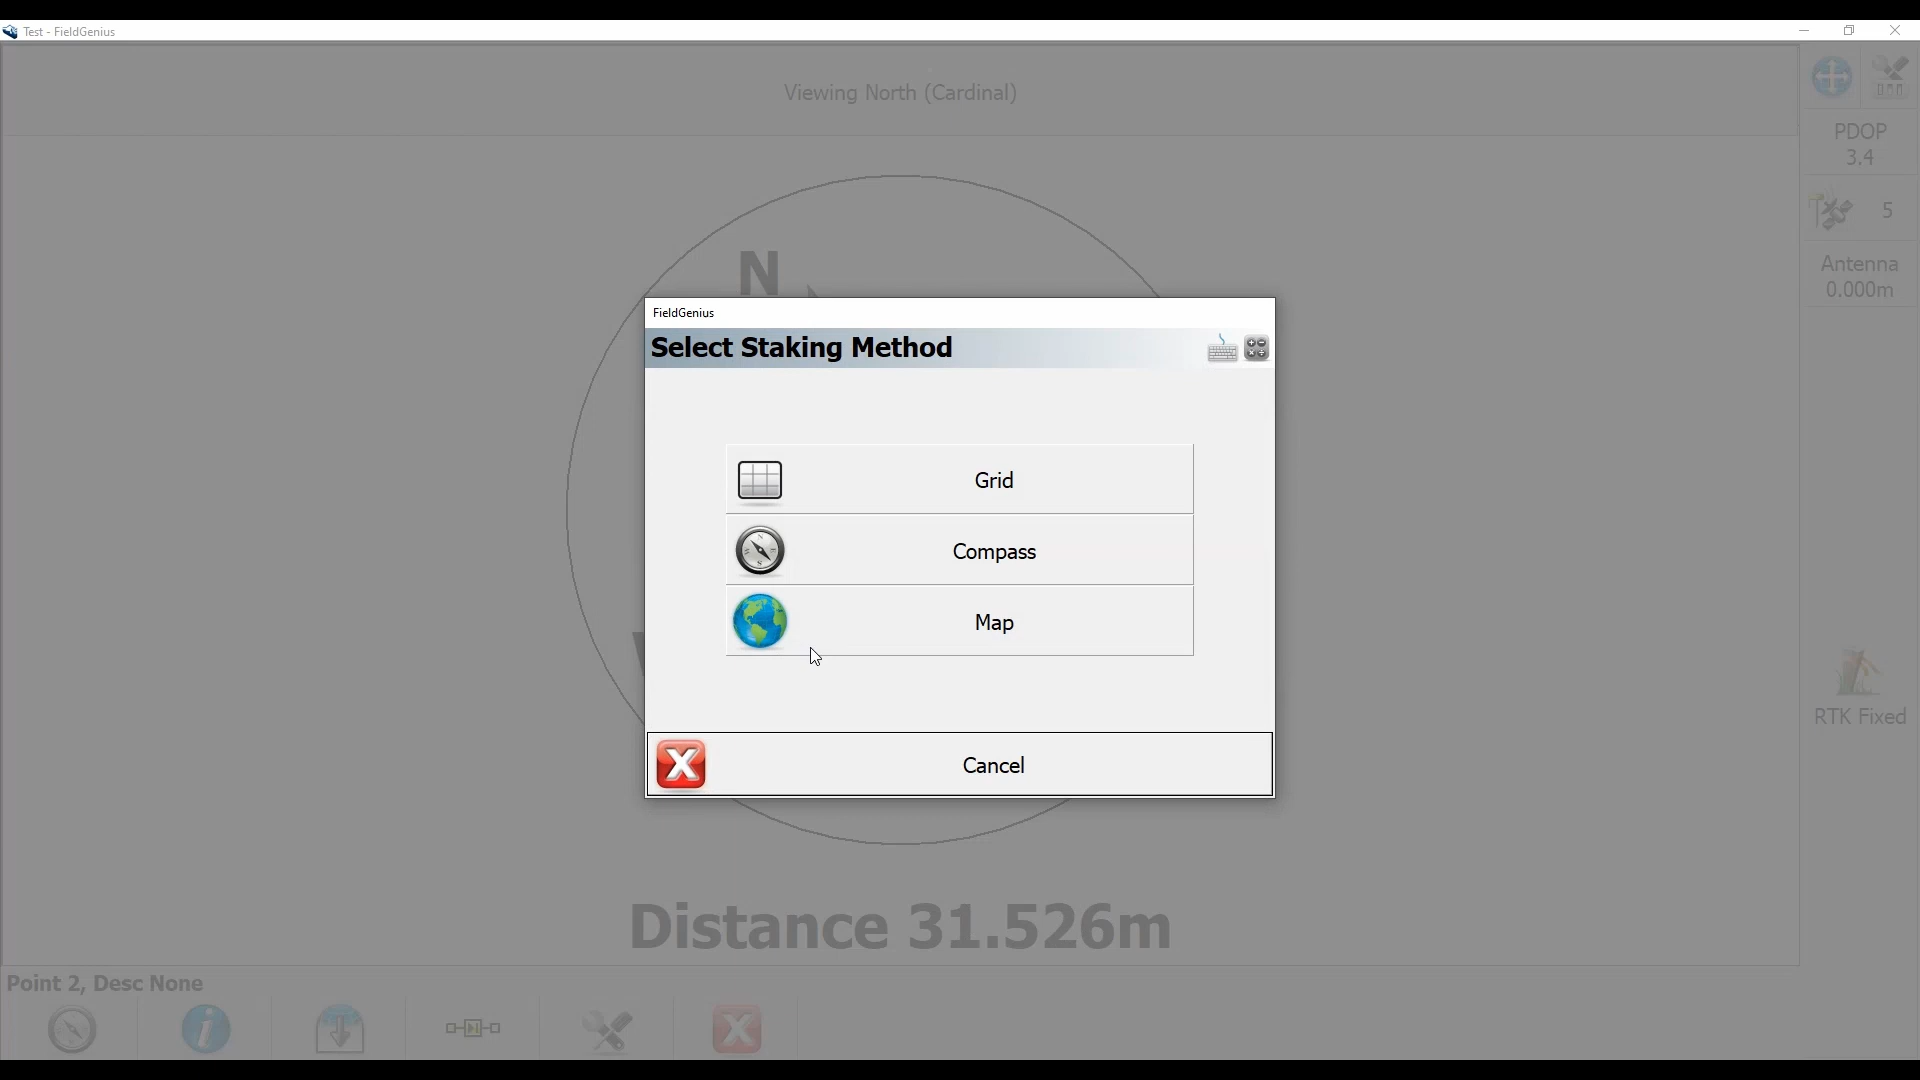 Test - FieldGenius
Viewing North (Cardinal)
PDOP
3.4
5
Antenna
0.000m
N
FieldGenius
Select Staking Method
Grid
Compass
Map
Cancel
RTK Fixed
Distance 31.526m
Point 2, Desc None